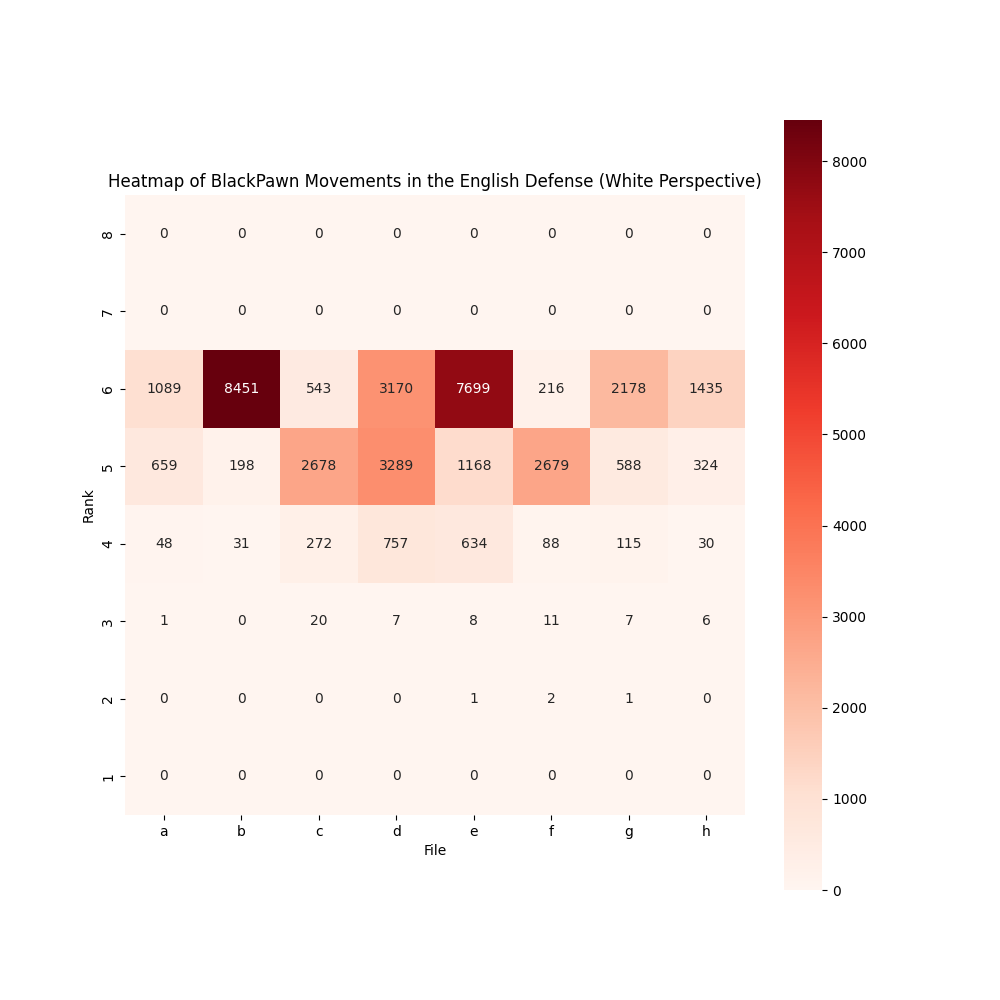 Heatmap of BlackPawn Movements in the English Defense (White Perspective)
8 0 0 0 0 0 0 0 0
7 0 0 0 0 0 0 0 0
6 1089 8451 543 3170 7699 216 2178 1435
5 659 198 2678 3289 1168 2679 588 324
4 48 31 272 757 634 88 115 30
3 1 0 20 7 8 11 7 6
2 0 0 0 0 1 2 1 0
1 0 0 0 0 0 0 0 0
a b c d e f g h
File
Rank
8000
7000
6000
5000
4000
3000
2000
1000
0